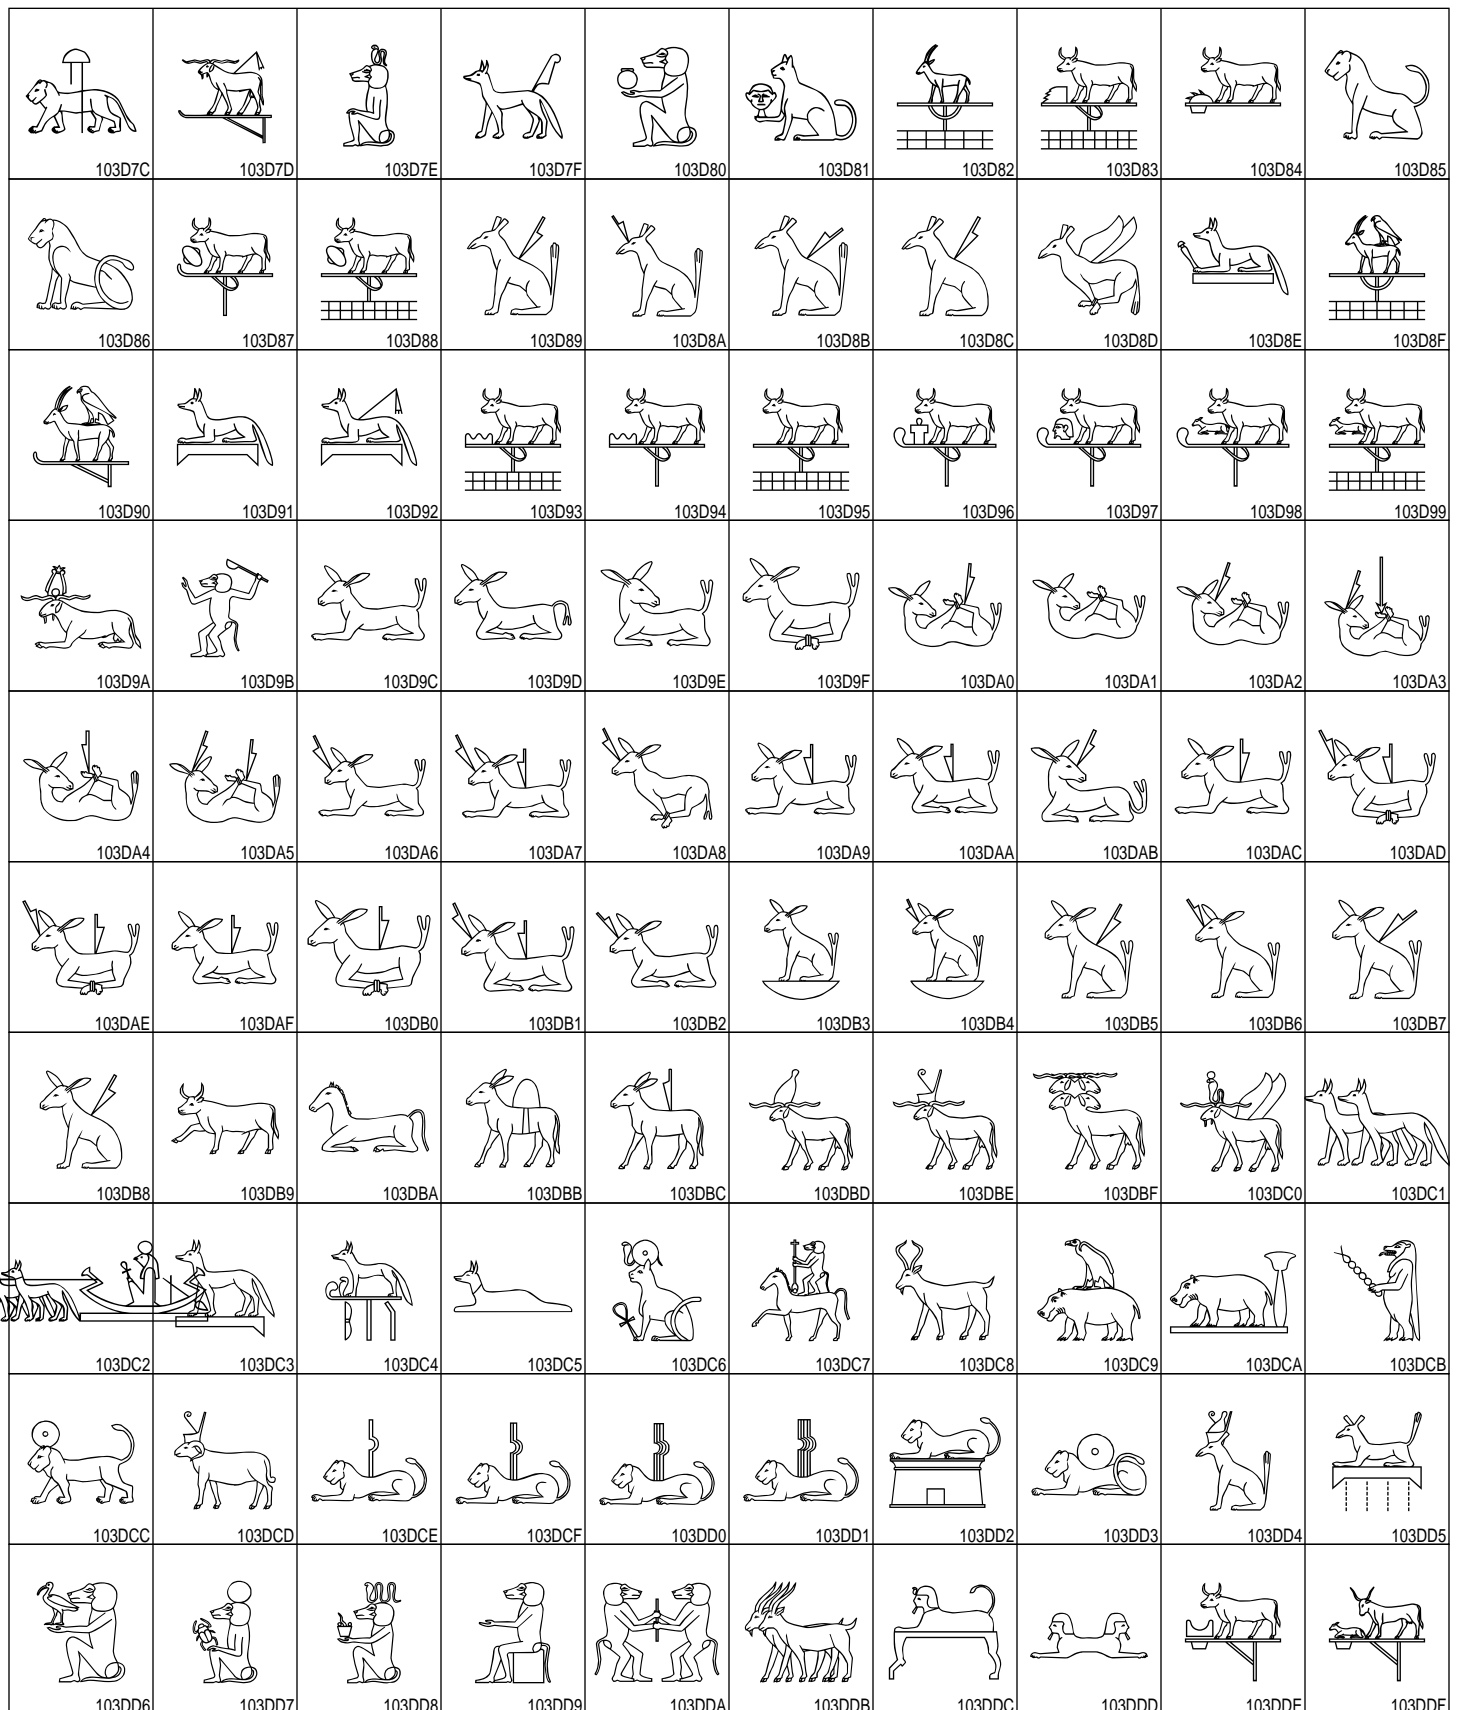 103D7C 103D7D 103D7E 103D7F 103D80 103D81 103D82 103D83 103D84 103D85
103D86 103D87 103D88 103D89 103D8A 103D8B 103D8C 103D8D 103D8E 103D8F
103D90 103D91 103D92 103D93 103D94 103D95 103D96 103D97 103D98 103D99
103D9A 103D9B 103D9C 103D9D 103D9E 103D9F 103DA0 103DA1 103DA2 103DA3
103DA4 103DA5 103DA6 103DA7 103DA8 103DA9 103DAA 103DAB 103DAC 103DAD
103DAE 103DAF 103DB0 103DB1 103DB2 103DB3 103DB4 103DB5 103DB6 103DB7
103DB8 103DB9 103DBA 103DBB 103DBC 103DBD 103DBE 103DBF 103DC0 103DC1
103DC2 103DC3 103DC4 103DC5 103DC6 103DC7 103DC8 103DC9 103DCA 103DCB
103DCC 103DCD 103DCE 103DCF 103DD0 103DD1 103DD2 103DD3 103DD4 103DD5
103DD6 103DD7 103DD8 103DD9 103DDA 103DDB 103DDC 103DDD 103DDE 103DDF